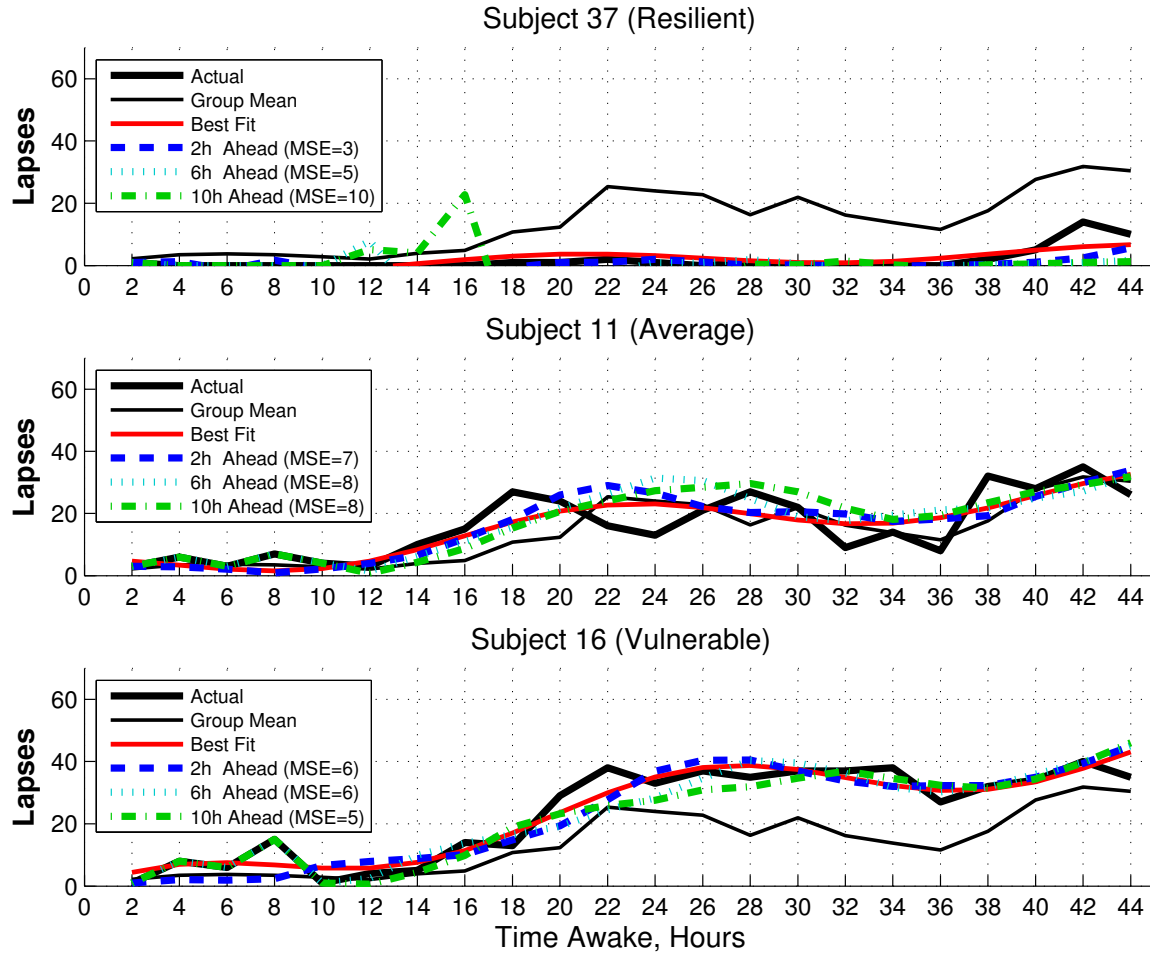 Subject 37 (Resilient)
Lapses
60
40
20
0
Actual
Group Mean
Best Fit
2h Ahead (MSE=3)
6h Ahead (MSE=5)
10h Ahead (MSE=10)
0 2 4 6 8 10 12 14 16 18 20 22 24 26 28 30 32 34 36 38 40 42 44
Subject 11 (Average)
Lapses
60
40
20
0
Actual
Group Mean
Best Fit
2h Ahead (MSE=7)
6h Ahead (MSE=8)
10h Ahead (MSE=8)
0 2 4 6 8 10 12 14 16 18 20 22 24 26 28 30 32 34 36 38 40 42 44
Subject 16 (Vulnerable)
Lapses
60
40
20
0
Actual
Group Mean
Best Fit
2h Ahead (MSE=6)
6h Ahead (MSE=6)
10h Ahead (MSE=5)
0 2 4 6 8 10 12 14 16 18 20 22 24 26 28 30 32 34 36 38 40 42 44
Time Awake, Hours